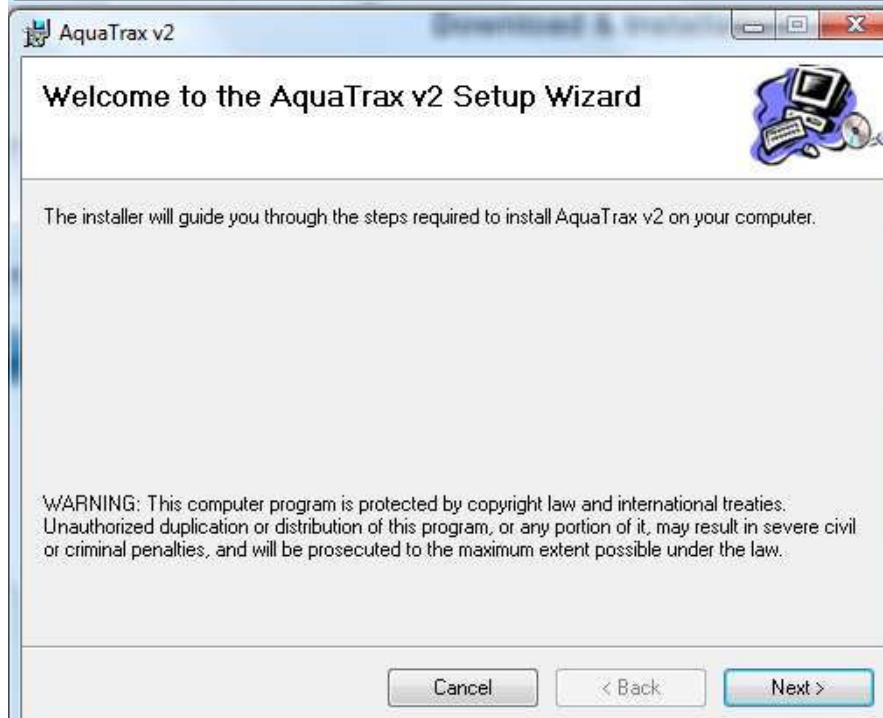 Download & Install
AquaTrax v2
Welcome to the AquaTrax v2 Setup Wizard
The installer will guide you through the steps required to install AquaTrax v2 on your computer.
WARNING: This computer program is protected by copyright law and international treaties.
Unauthorized duplication or distribution of this program, or any portion of it, may result in severe civil
or criminal penalties, and will be prosecuted to the maximum extent possible under the law.
Cancel
< Back
Next >